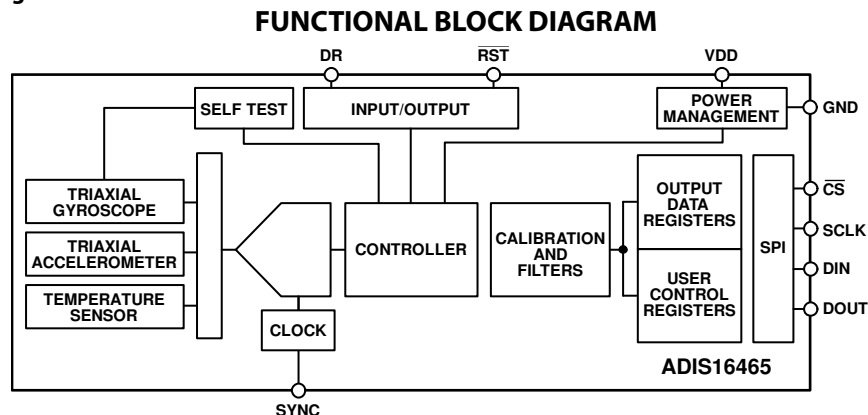 FUNCTIONAL BLOCK DIAGRAM
DR
RST
VDD
SELF TEST
INPUT/OUTPUT
POWER
MANAGEMENT
GND
TRIAXIAL
GYROSCOPE
TRIAXIAL
ACCELEROMETER
TEMPERATURE
SENSOR
CLOCK
CONTROLLER
CALIBRATION
AND
FILTERS
OUTPUT
DATA
REGISTERS
USER
CONTROL
REGISTERS
SPI
CS
SCLK
DIN
DOUT
ADIS16465
SYNC